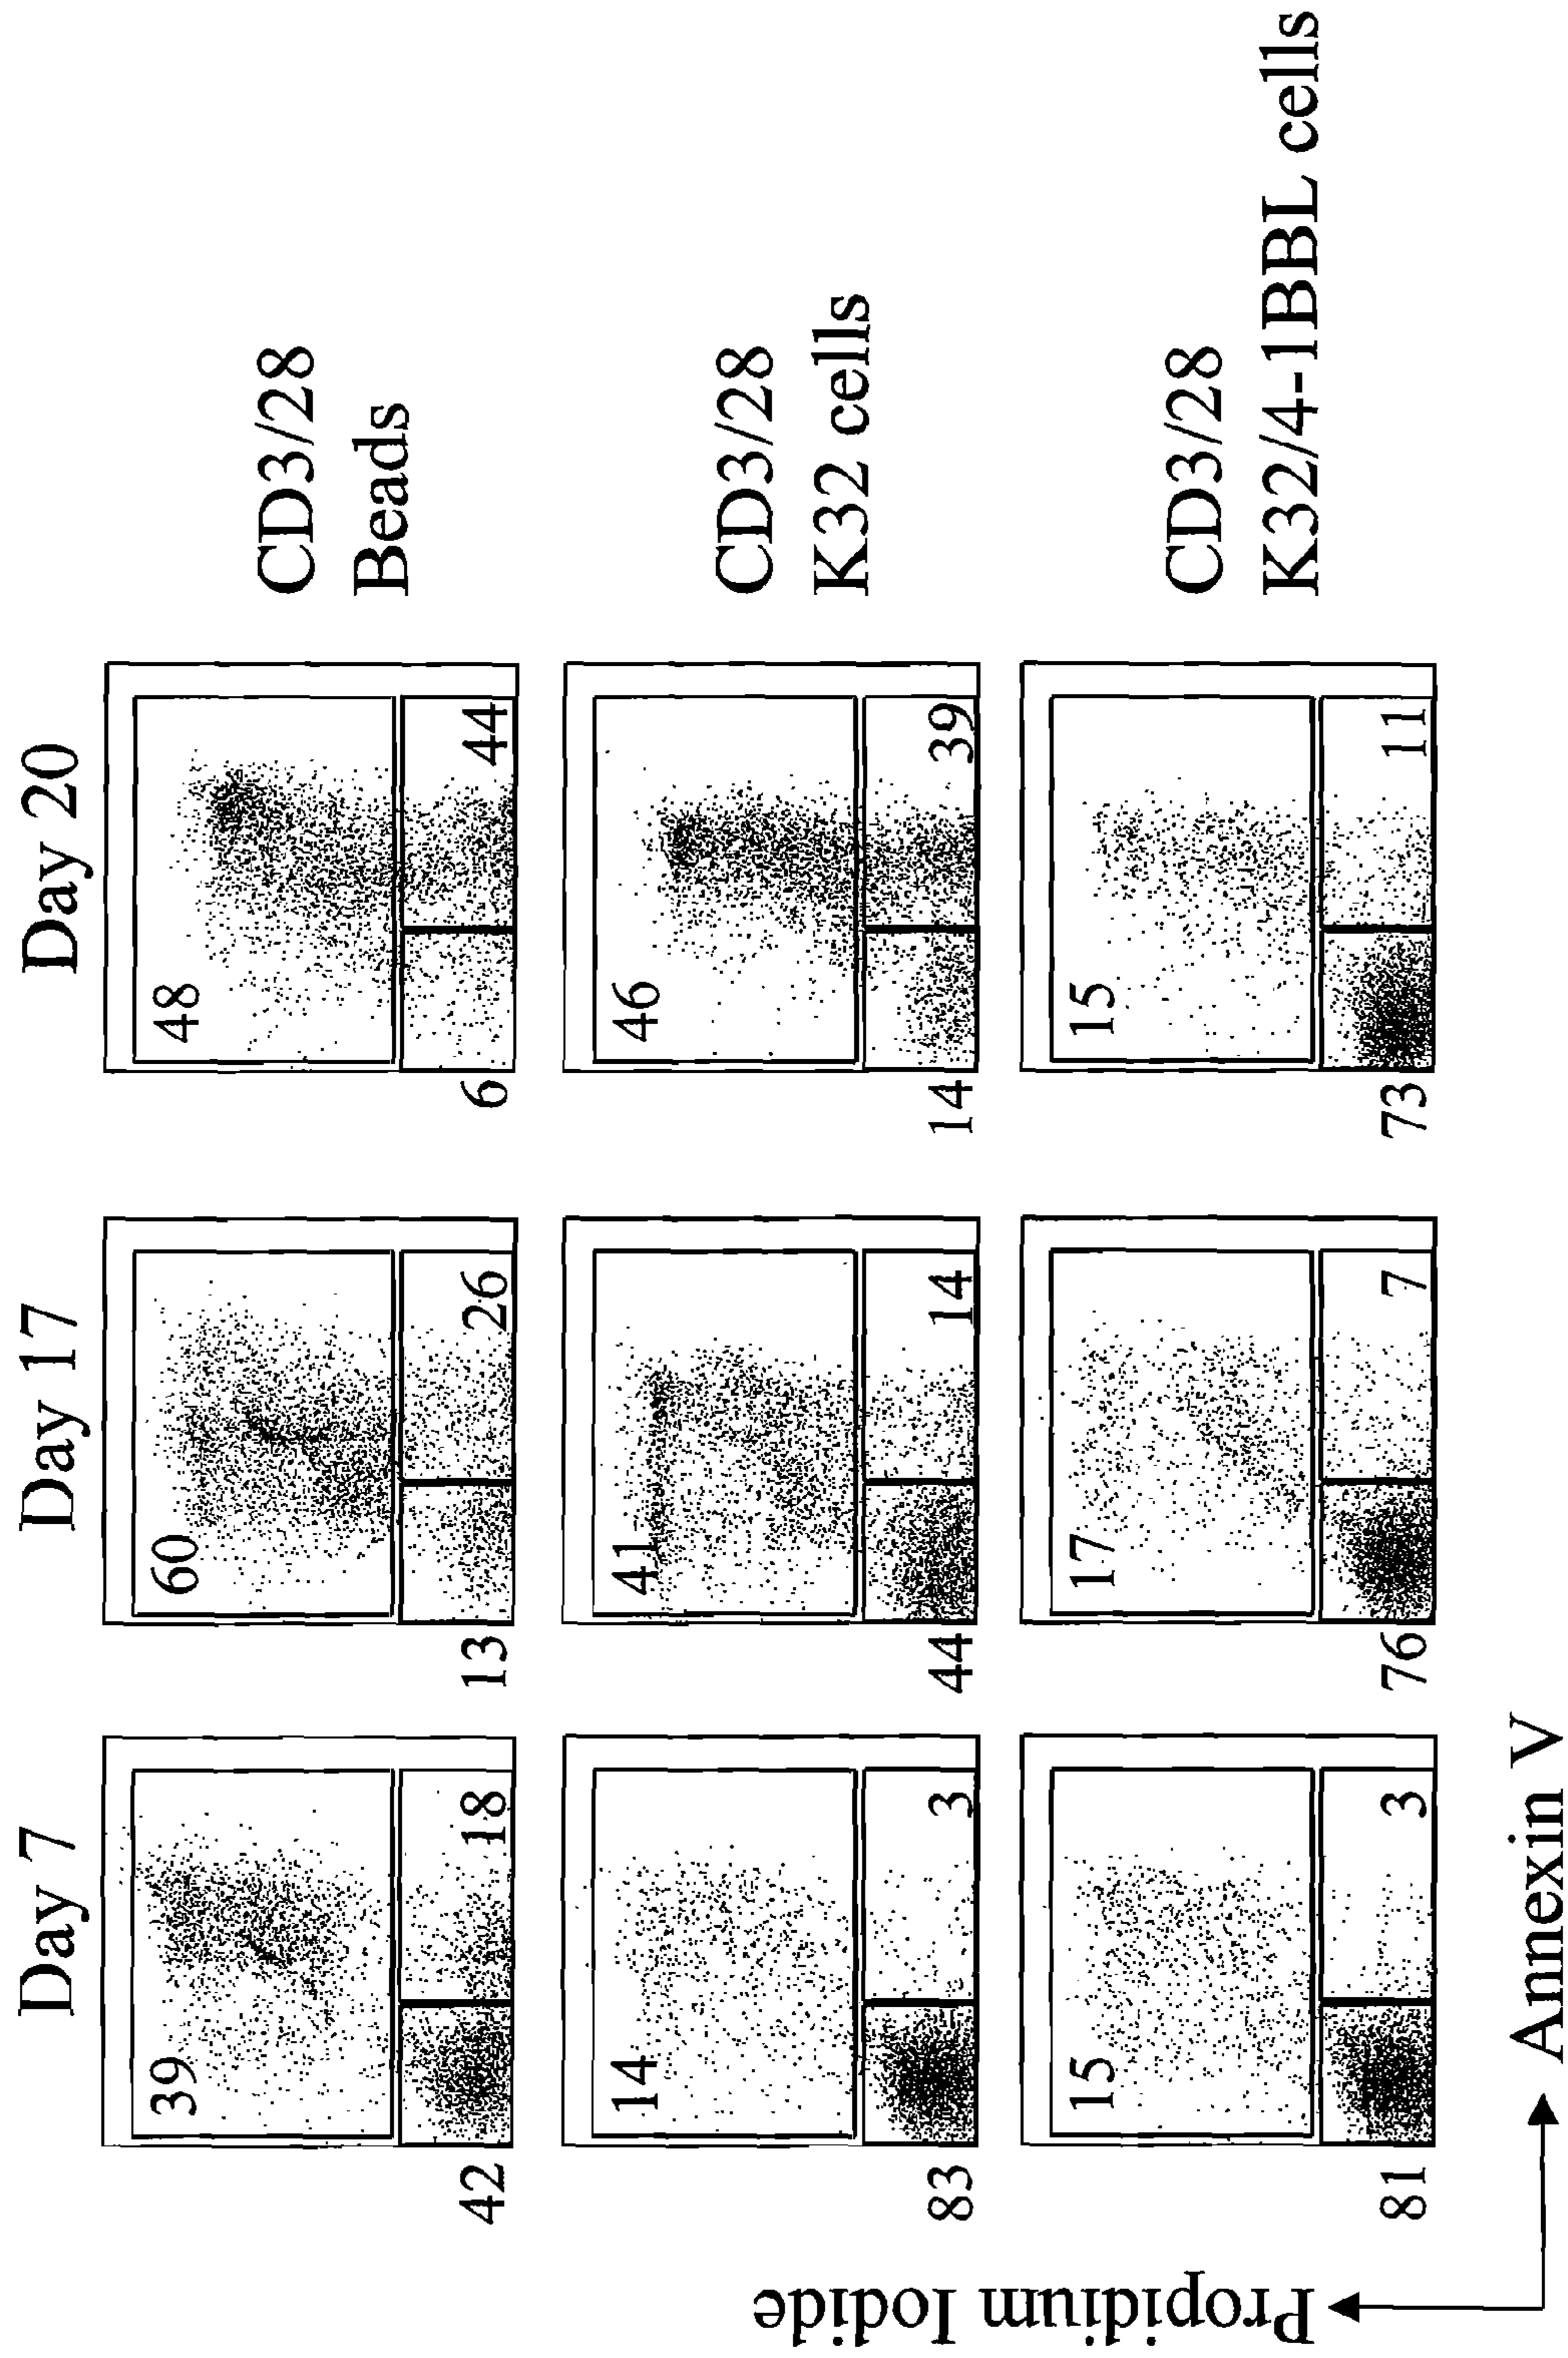 Day 7
Day 17
Day 20
39
18
42
60
26
13
48
44
6
CD3/28
Beads
14
3
83
41
14
44
46
39
14
CD3/28
K32 cells
15
3
81
17
7
76
15
11
73
CD3/28
K32/4-1BBL cells
Propidium Iodide
Annexin V